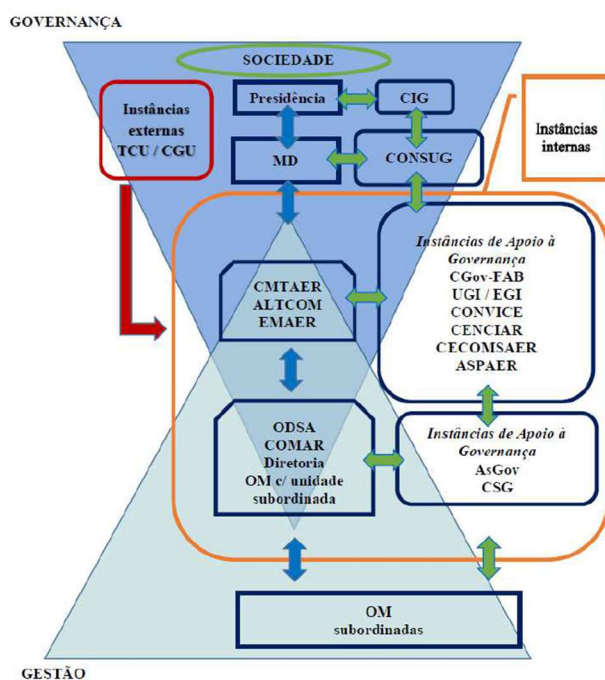 GOVERNANÇA
SOCIEDADE
Instâncias
externas
TCU / CGU
Presidência
CIG
Instâncias
internas
MD
CONSUG
CMTAER
ALTCOM
EMAER
Instâncias de Apoio à
Governança
CGov-FAB
UGI / EGI
CONVICE
CENCIAR
CECOMSAER
ASPAER
ODSA
COMAR
Diretoria
OM c/ unidade
subordinada
Instâncias de Apoio à
Governança
AsGov
CSG
OM
subordinadas
GESTÃO